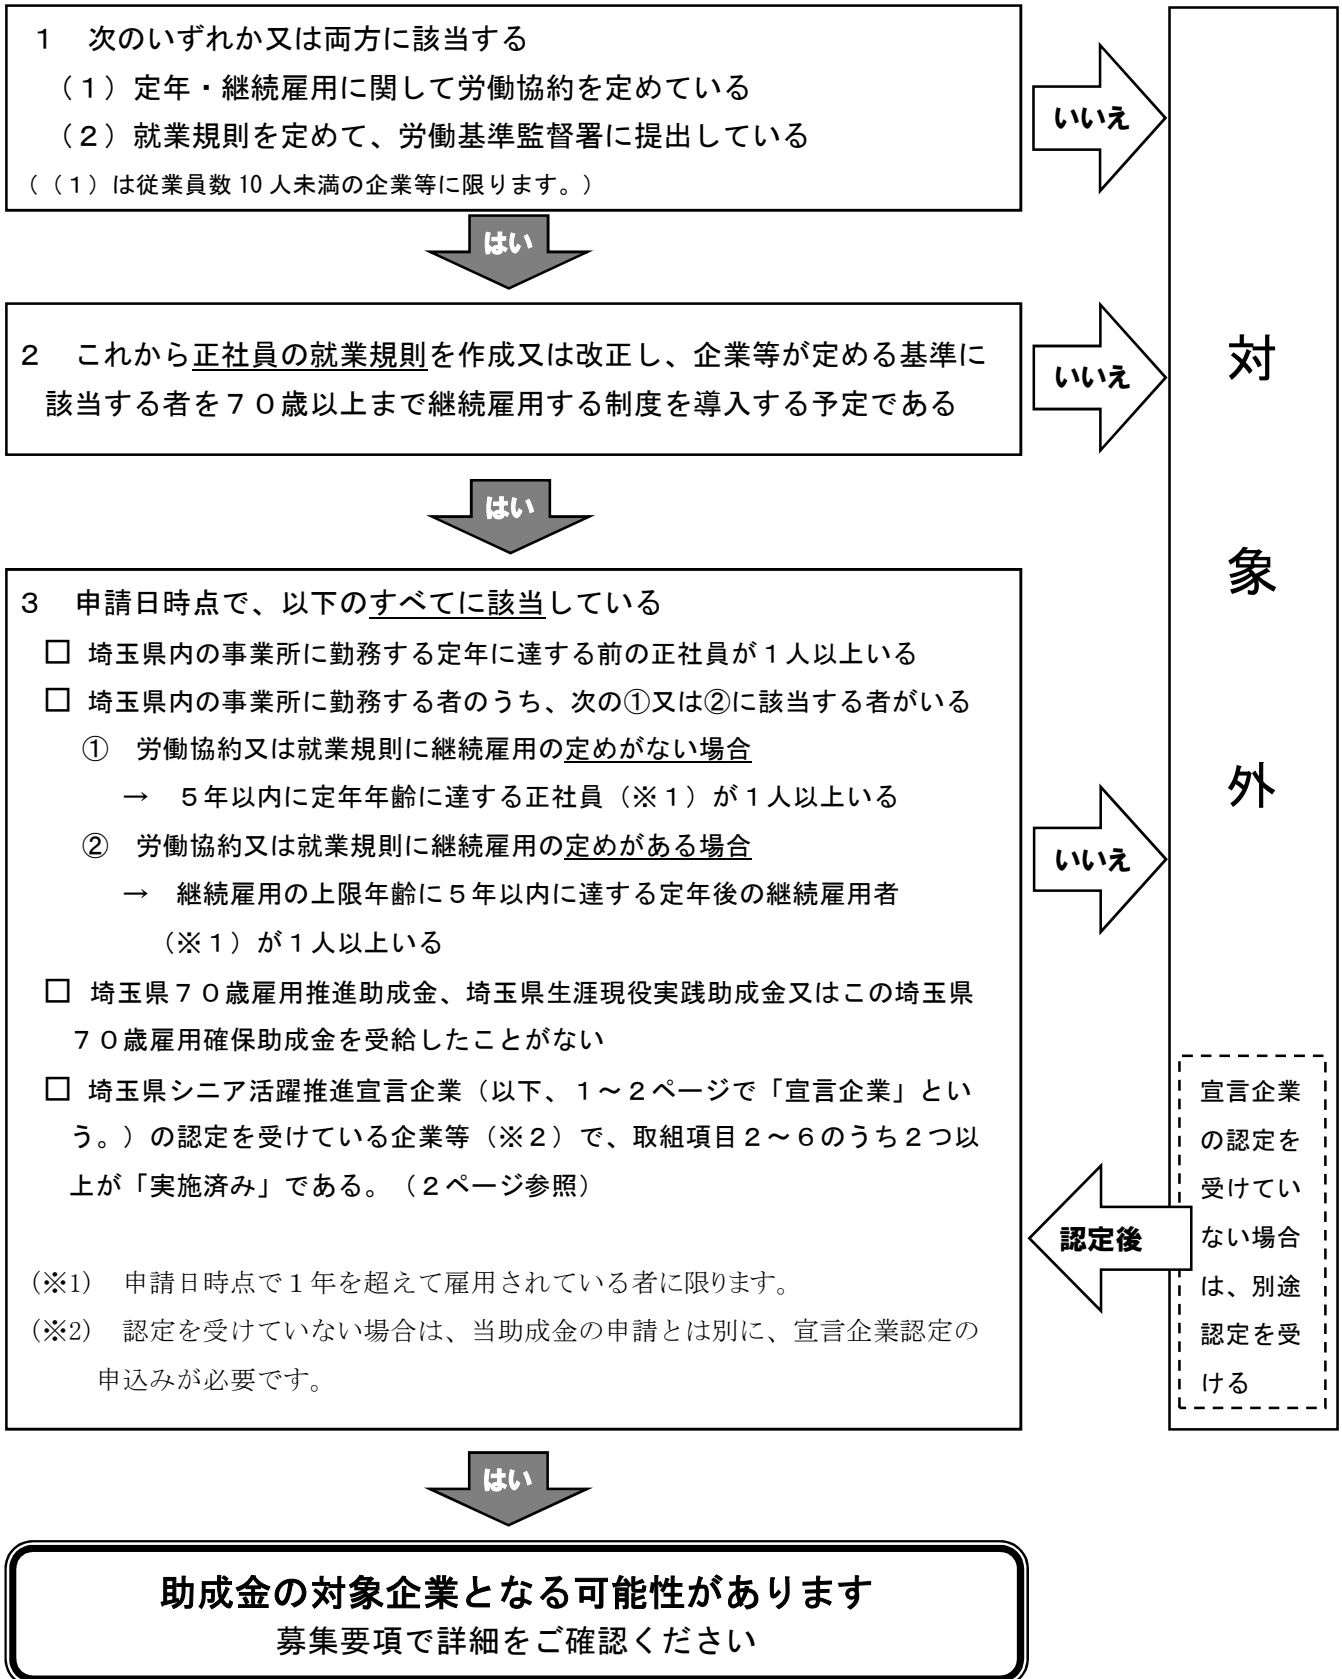 １　次のいずれか又は両方に該当する
（１）定年・継続雇用に関して労働協約を定めている
（２）就業規則を定めて、労働基準監督署に提出している
（（１）は従業員数10人未満の企業等に限ります。）
いいえ
はい
２　これから正社員の就業規則を作成又は改正し、企業等が定める基準に
該当する者を７０歳以上まで継続雇用する制度を導入する予定である
いいえ
はい
３　申請日時点で、以下のすべてに該当している
□ 埼玉県内の事業所に勤務する定年に達する前の正社員が１人以上いる
□ 埼玉県内の事業所に勤務する者のうち、次の①又は②に該当する者がいる
①　労働協約又は就業規則に継続雇用の定めがない場合
→　５年以内に定年年齢に達する正社員（※１）が１人以上いる
②　労働協約又は就業規則に継続雇用の定めがある場合
→　継続雇用の上限年齢に５年以内に達する定年後の継続雇用者
（※１）が１人以上いる
□ 埼玉県７０歳雇用推進助成金、埼玉県生涯現役実践助成金又はこの埼玉県
７０歳雇用確保助成金を受給したことがない
□ 埼玉県シニア活躍推進宣言企業（以下、１～２ページで「宣言企業」とい
う。）の認定を受けている企業等（※２）で、取組項目２～６のうち２つ以
上が「実施済み」である。（２ページ参照）
(※1)　申請日時点で１年を超えて雇用されている者に限ります。
(※2)　認定を受けていない場合は、当助成金の申請とは別に、宣言企業認定の
申込みが必要です。
いいえ
認定後
対
象
外
宣言企業
の認定を
受けてい
ない場合
は、別途
認定を受
ける
はい
助成金の対象企業となる可能性があります
募集要項で詳細をご確認ください